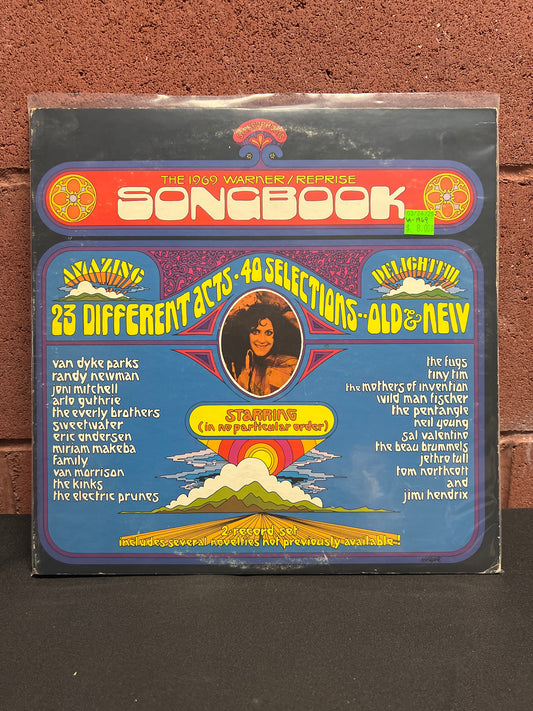 THE 1969 WARNER/REPRISE
SONGBOOK
$ 8.00
AMAZING
DELIGHTFUL
23 DIFFERENT ACTS · 40 SELECTIONS -- OLD & NEW
STARRING
(in no particular order)
van dyke parks
randy newman
joni mitchell
arlo guthrie
the everly brothers
sweetwater
eric andersen
miriam makeba
family
van morrison
the kinks
the electric prunes
the fugs
tiny tim
the mothers of invention
wild man fischer
the pentangle
neil young
sal valentino
the beau brummels
jethro tull
tom northcott
and
jimi hendrix
2 record set
includes several novelties not previously available!